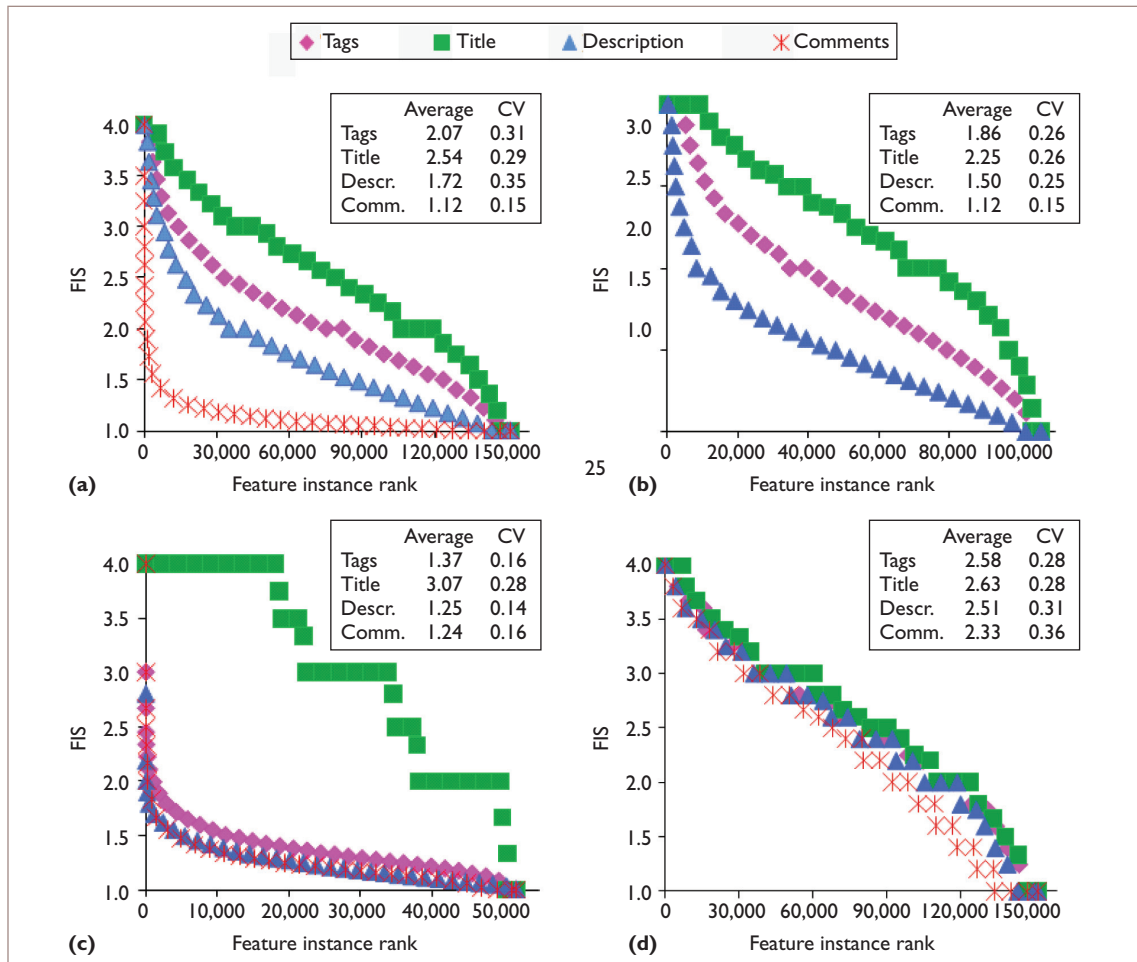 Tags Title Description Comments
Average CV
Tags 2.07 0.31
Title 2.54 0.29
Descr. 1.72 0.35
Comm. 1.12 0.15
4.0
3.5
3.0
2.5
2.0
1.5
1.0
FIS
0 30,000 60,000 90,000 120,000 150,000
(a) Feature instance rank
Average CV
Tags 1.86 0.26
Title 2.25 0.26
Descr. 1.50 0.25
Comm. 1.12 0.15
3.0
2.5
2.0
1.5
1.0
FIS
0 20,000 40,000 60,000 80,000 100,000
25
(b) Feature instance rank
Average CV
Tags 1.37 0.16
Title 3.07 0.28
Descr. 1.25 0.14
Comm. 1.24 0.16
4.0
3.5
3.0
2.5
2.0
1.5
1.0
FIS
0 10,000 20,000 30,000 40,000 50,000
(c) Feature instance rank
Average CV
Tags 2.58 0.28
Title 2.63 0.28
Descr. 2.51 0.31
Comm. 2.33 0.36
4.0
3.5
3.0
2.5
2.0
1.5
1.0
FIS
0 30,000 60,000 90,000 120,000 150,000
(d) Feature instance rank